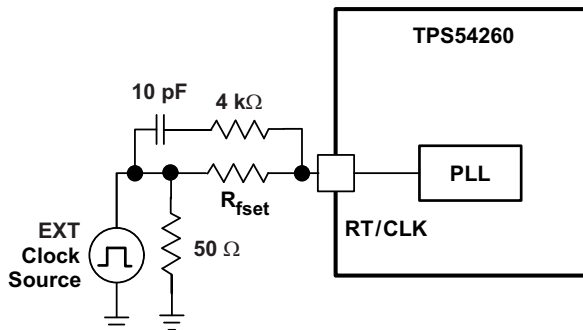 TPS54260
10 pF
4 kΩ
PLL
R_fset
RT/CLK
EXT
Clock
Source
50 Ω